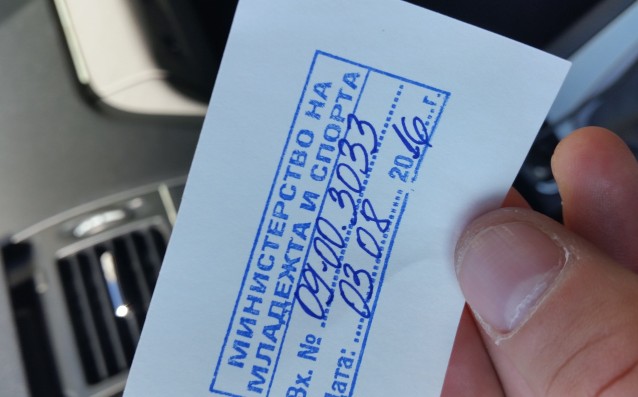 МИНИСТЕРСТВО НА
МЛАДЕЖТА И СПОРТА
Вх. № 09.00.3033
Дата: 03.08. 2016 г.